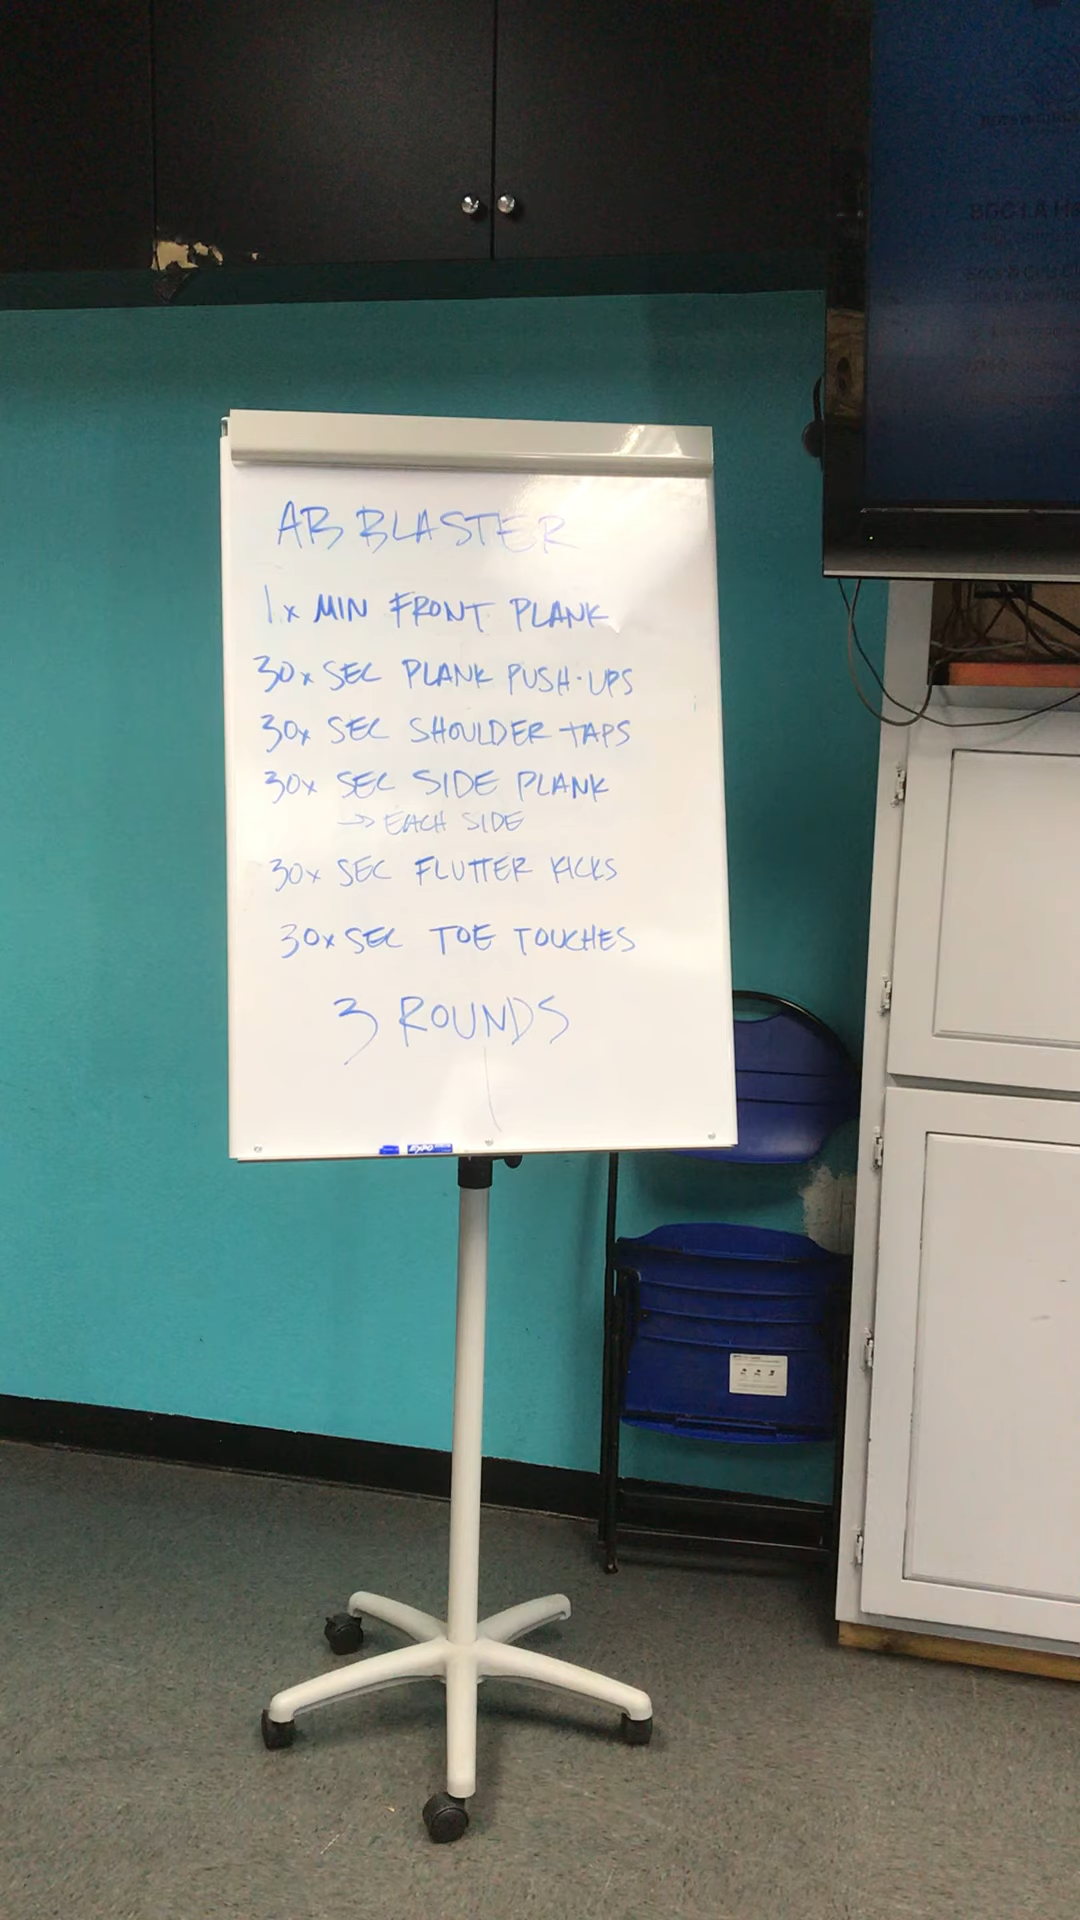 AB BLASTER
1x MIN FRONT PLANK
30x SEC PLANK PUSH-UPS
30x SEC SHOULDER TAPS
30x SEC SIDE PLANK
→ EACH SIDE
30x SEC FLUTTER KICKS
30x SEC TOE TOUCHES
3 ROUNDS
EXPO